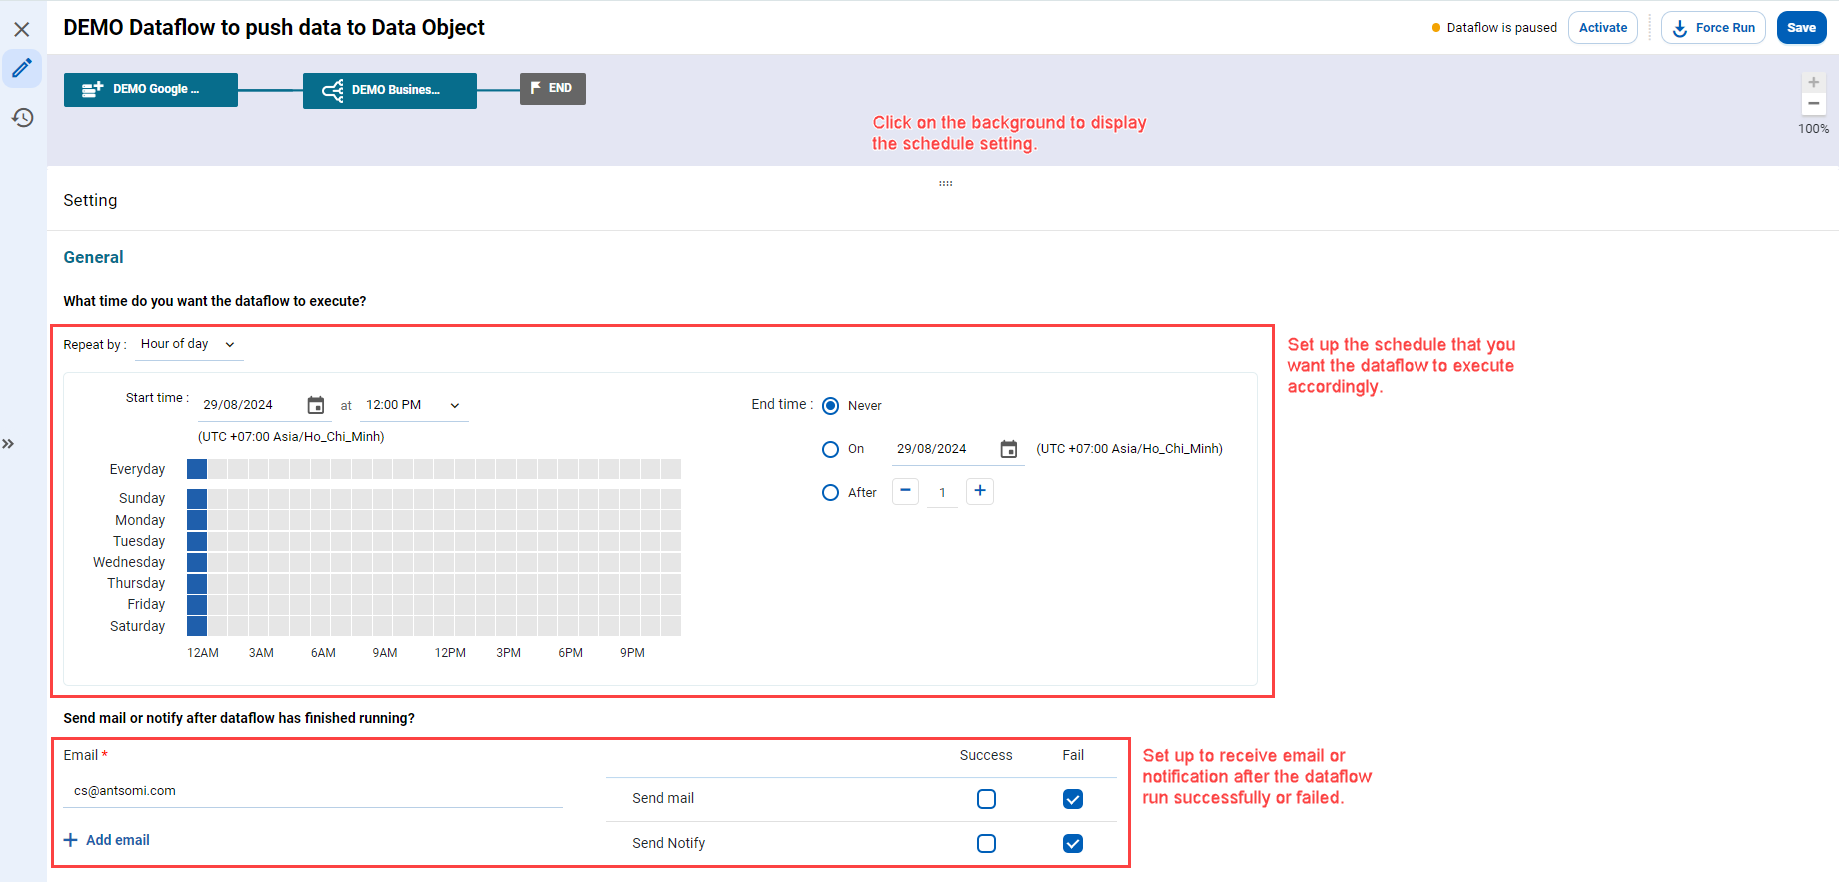 DEMO Dataflow to push data to Data Object
Dataflow is paused
Activate
Force Run
Save
DEMO Google ...
DEMO Busines...
END
Click on the background to display
the schedule setting.
100%
Setting
General
What time do you want the dataflow to execute?
Repeat by :
Hour of day
Set up the schedule that you
want the dataflow to execute
accordingly.
Start time :
29/08/2024
at
12:00 PM
(UTC +07:00 Asia/Ho_Chi_Minh)
End time :
Never
On
29/08/2024
(UTC +07:00 Asia/Ho_Chi_Minh)
After
1
Everyday
Sunday
Monday
Tuesday
Wednesday
Thursday
Friday
Saturday
12AM 3AM 6AM 9AM 12PM 3PM 6PM 9PM
Send mail or notify after dataflow has finished running?
Email *
cs@antsomi.com
Add email
Success Fail
Send mail
Send Notify
Set up to receive email or
notification after the dataflow
run successfully or failed.